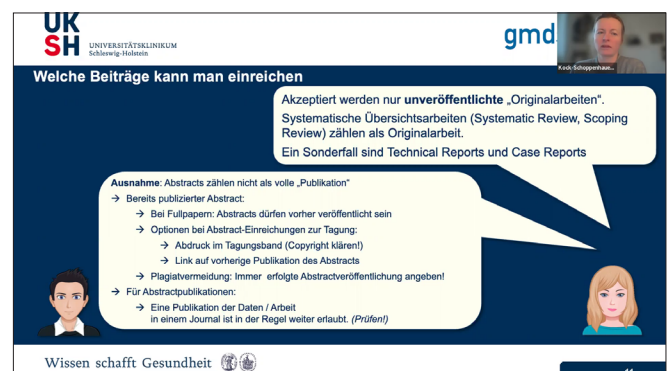 UK
SH UNIVERSITÄTSKLINIKUM
Schleswig-Holstein
gmd
Kock-Schoppenhaue...
Welche Beiträge kann man einreichen
Akzeptiert werden nur unveröffentlichte „Originalarbeiten“.
Systematische Übersichtsarbeiten (Systematic Review, Scoping
Review) zählen als Originalarbeit.
Ein Sonderfall sind Technical Reports und Case Reports
Ausnahme: Abstracts zählen nicht als volle „Publikation“
→ Bereits publizierter Abstract:
→ Bei Fullpapern: Abstracts dürfen vorher veröffentlicht sein
→ Optionen bei Abstract-Einreichungen zur Tagung:
→ Abdruck im Tagungsband (Copyright klären!)
→ Link auf vorherige Publikation des Abstracts
→ Plagiatvermeidung: Immer erfolgte Abstractveröffentlichung angeben!
→ Für Abstractpublikationen:
→ Eine Publikation der Daten / Arbeit
in einem Journal ist in der Regel weiter erlaubt. (Prüfen!)
Wissen schafft Gesundheit